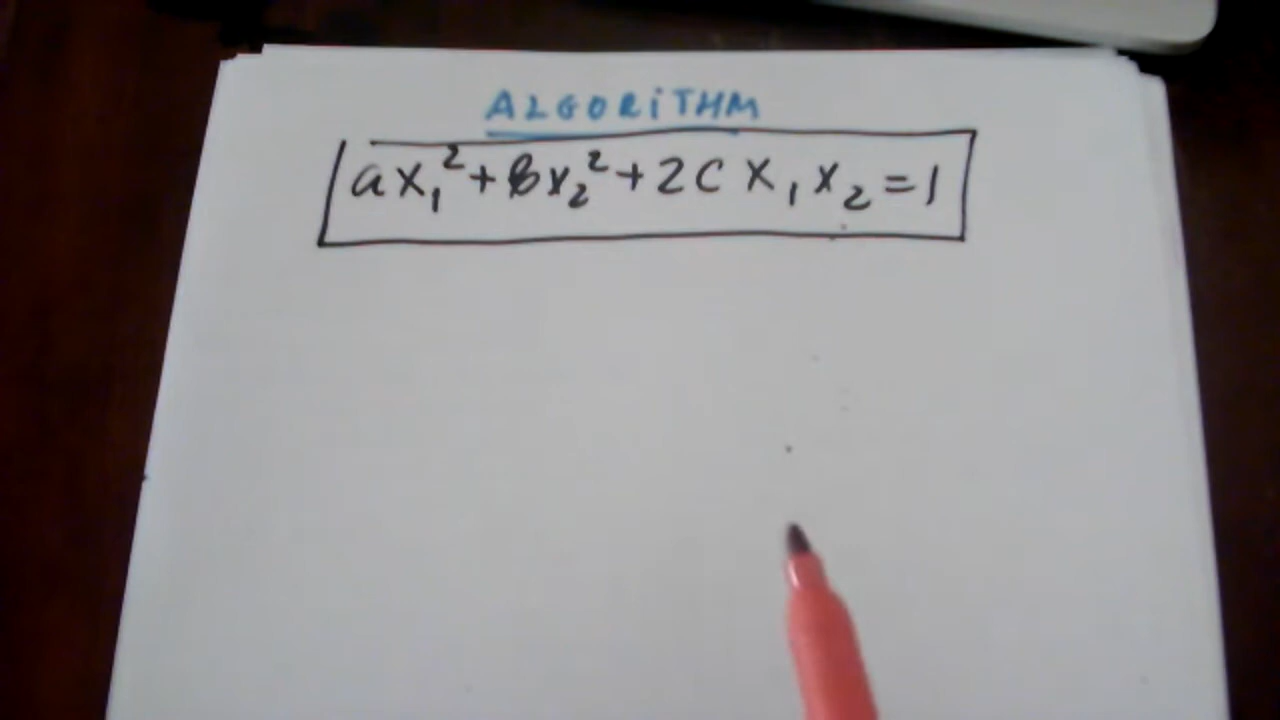 ALGORiTHM
ax₁² + bx₂² + 2c x₁ x₂ = 1